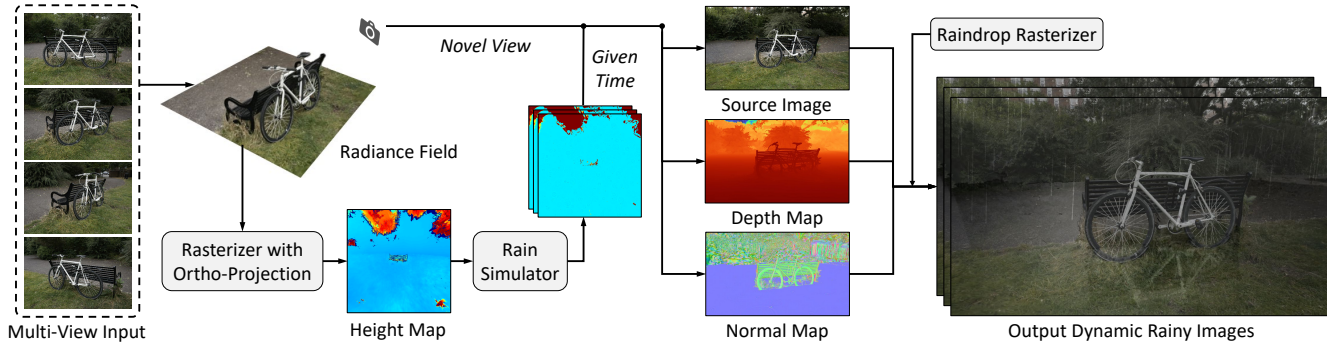 Novel View
Given
Time
Raindrop Rasterizer
Source Image
Radiance Field
Depth Map
Rasterizer with
Ortho-Projection
Rain
Simulator
Multi-View Input
Height Map
Normal Map
Output Dynamic Rainy Images